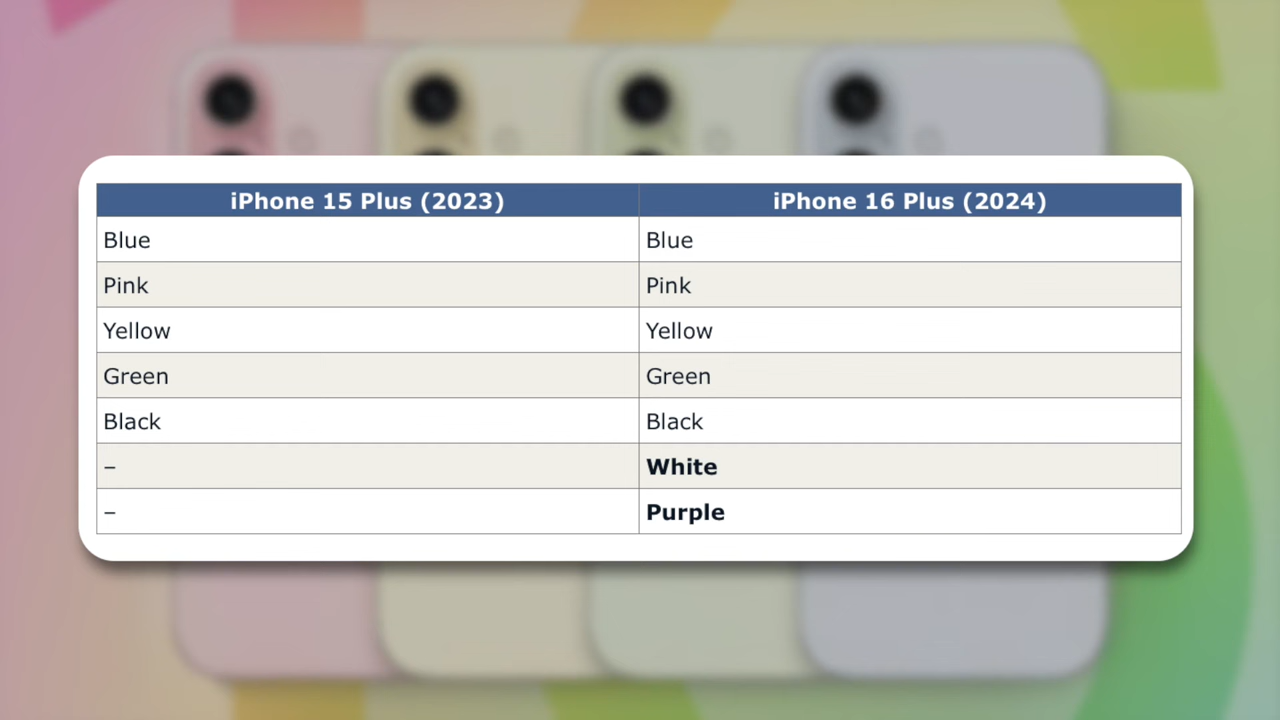 iPhone 15 Plus (2023) iPhone 16 Plus (2024)
Blue Blue
Pink Pink
Yellow Yellow
Green Green
Black Black
– White
– Purple